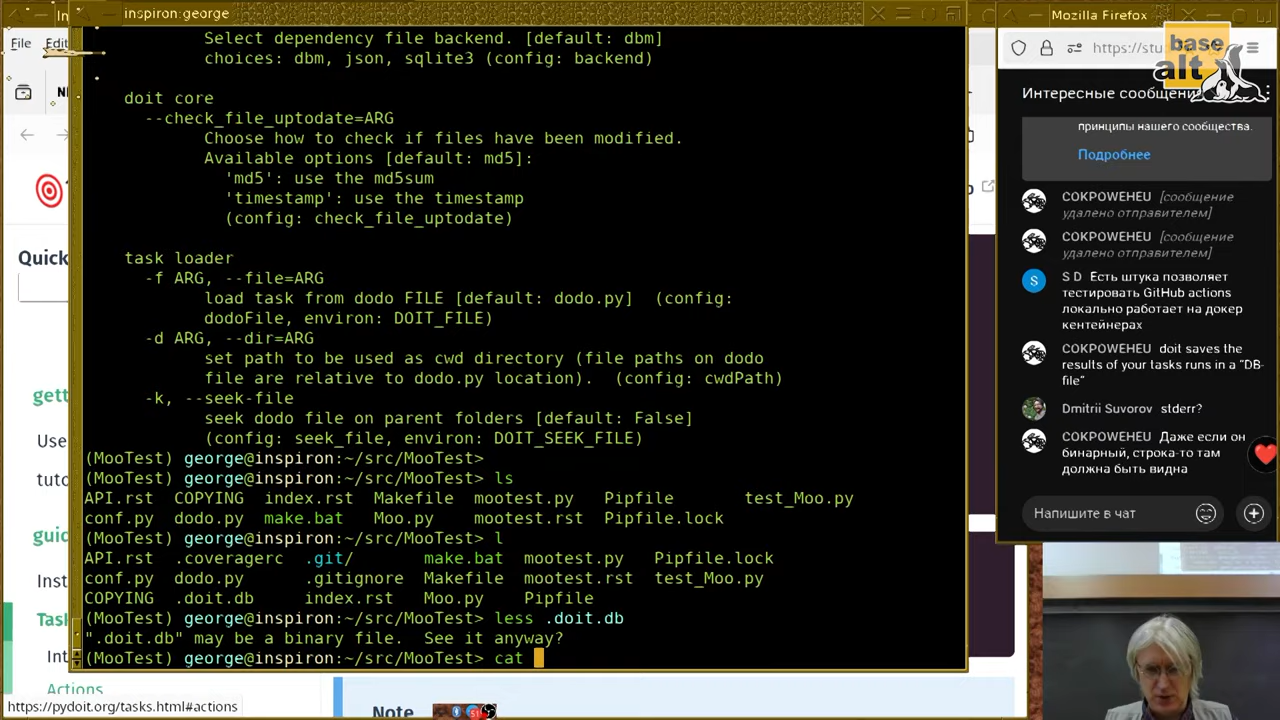 inspiron:george
Mozilla Firefox
File Edit
https://stu
base
alt
Интересные сообщения
Select dependency file backend. [default: dbm]
choices: dbm, json, sqlite3 (config: backend)
doit core
--check_file_uptodate=ARG
Choose how to check if files have been modified.
Available options [default: md5]:
'md5': use the md5sum
'timestamp': use the timestamp
(config: check_file_uptodate)
task loader
-f ARG, --file=ARG
load task from dodo FILE [default: dodo.py]  (config:
dodoFile, environ: DOIT_FILE)
-d ARG, --dir=ARG
set path to be used as cwd directory (file paths on dodo
file are relative to dodo.py location).  (config: cwdPath)
-k, --seek-file
seek dodo file on parent folders [default: False]
(config: seek_file, environ: DOIT_SEEK_FILE)
(MooTest) george@inspiron:~/src/MooTest>
(MooTest) george@inspiron:~/src/MooTest> ls
API.rst  COPYING  index.rst  Makefile  mootest.py  Pipfile  test_Moo.py
conf.py  dodo.py  make.bat  Moo.py  mootest.rst  Pipfile.lock
(MooTest) george@inspiron:~/src/MooTest> l
API.rst  .coveragerc  .git/  make.bat  mootest.py  Pipfile.lock
conf.py  dodo.py  .gitignore  Makefile  mootest.rst  test_Moo.py
COPYING  .doit.db  index.rst  Moo.py  Pipfile
(MooTest) george@inspiron:~/src/MooTest> less .doit.db
".doit.db" may be a binary file.  See it anyway?
(MooTest) george@inspiron:~/src/MooTest> cat
принципы нашего сообщества.
Подробнее
COKPOWEHEU [сообщение
удалено отправителем]
COKPOWEHEU [сообщение
удалено отправителем]
S D Есть штука позволяет
тестировать GitHub actions
локально работает на докер
кентейнерах
COKPOWEHEU doit saves the
results of your tasks runs in a "DB-
file"
Dmitrii Suvorov stderr?
COKPOWEHEU Даже если он
бинарный, строка-то там
должна быть видна
Напишите в чат
Quick
gett
Use
tuto
guid
Inst
Task
Int
Actions
https://pydoit.org/tasks.html#actions
Note